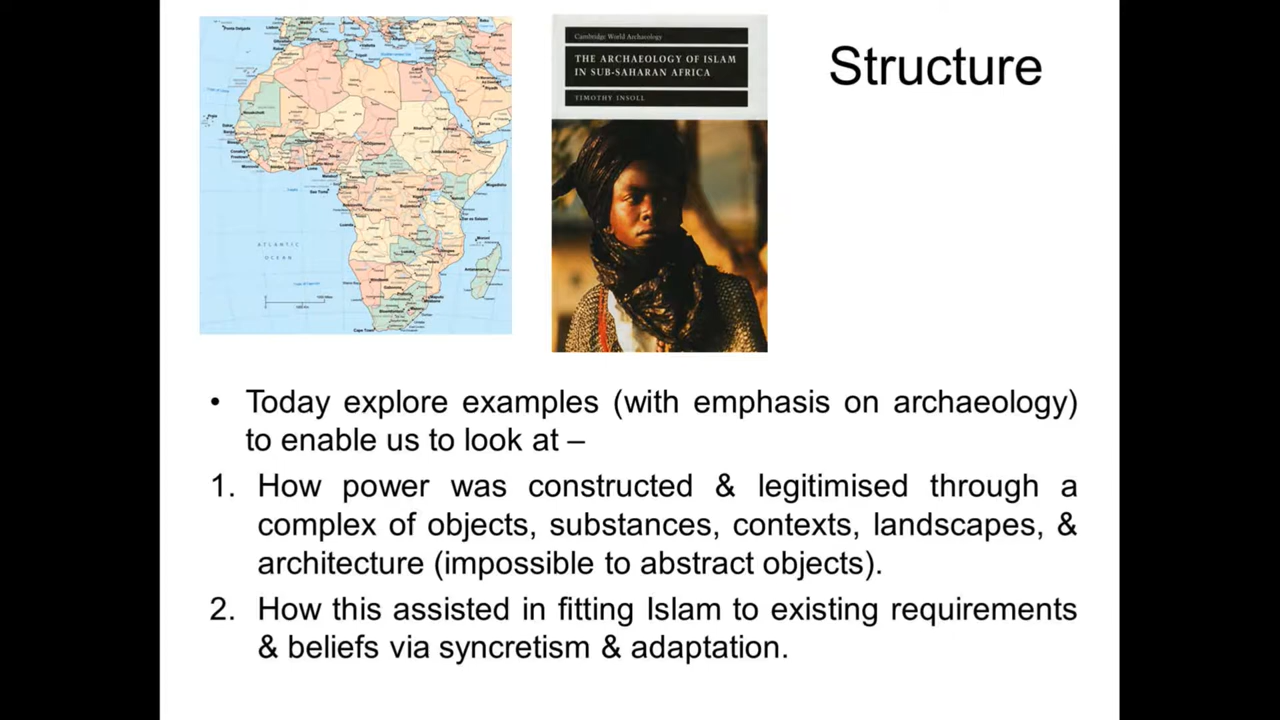 Structure
Cambridge World Archaeology
THE ARCHAEOLOGY OF ISLAM
IN SUB-SAHARAN AFRICA
TIMOTHY INSOLL
ATLANTIC
OCEAN
• Today explore examples (with emphasis on archaeology)
to enable us to look at –
1. How power was constructed & legitimised through a
complex of objects, substances, contexts, landscapes, &
architecture (impossible to abstract objects).
2. How this assisted in fitting Islam to existing requirements
& beliefs via syncretism & adaptation.